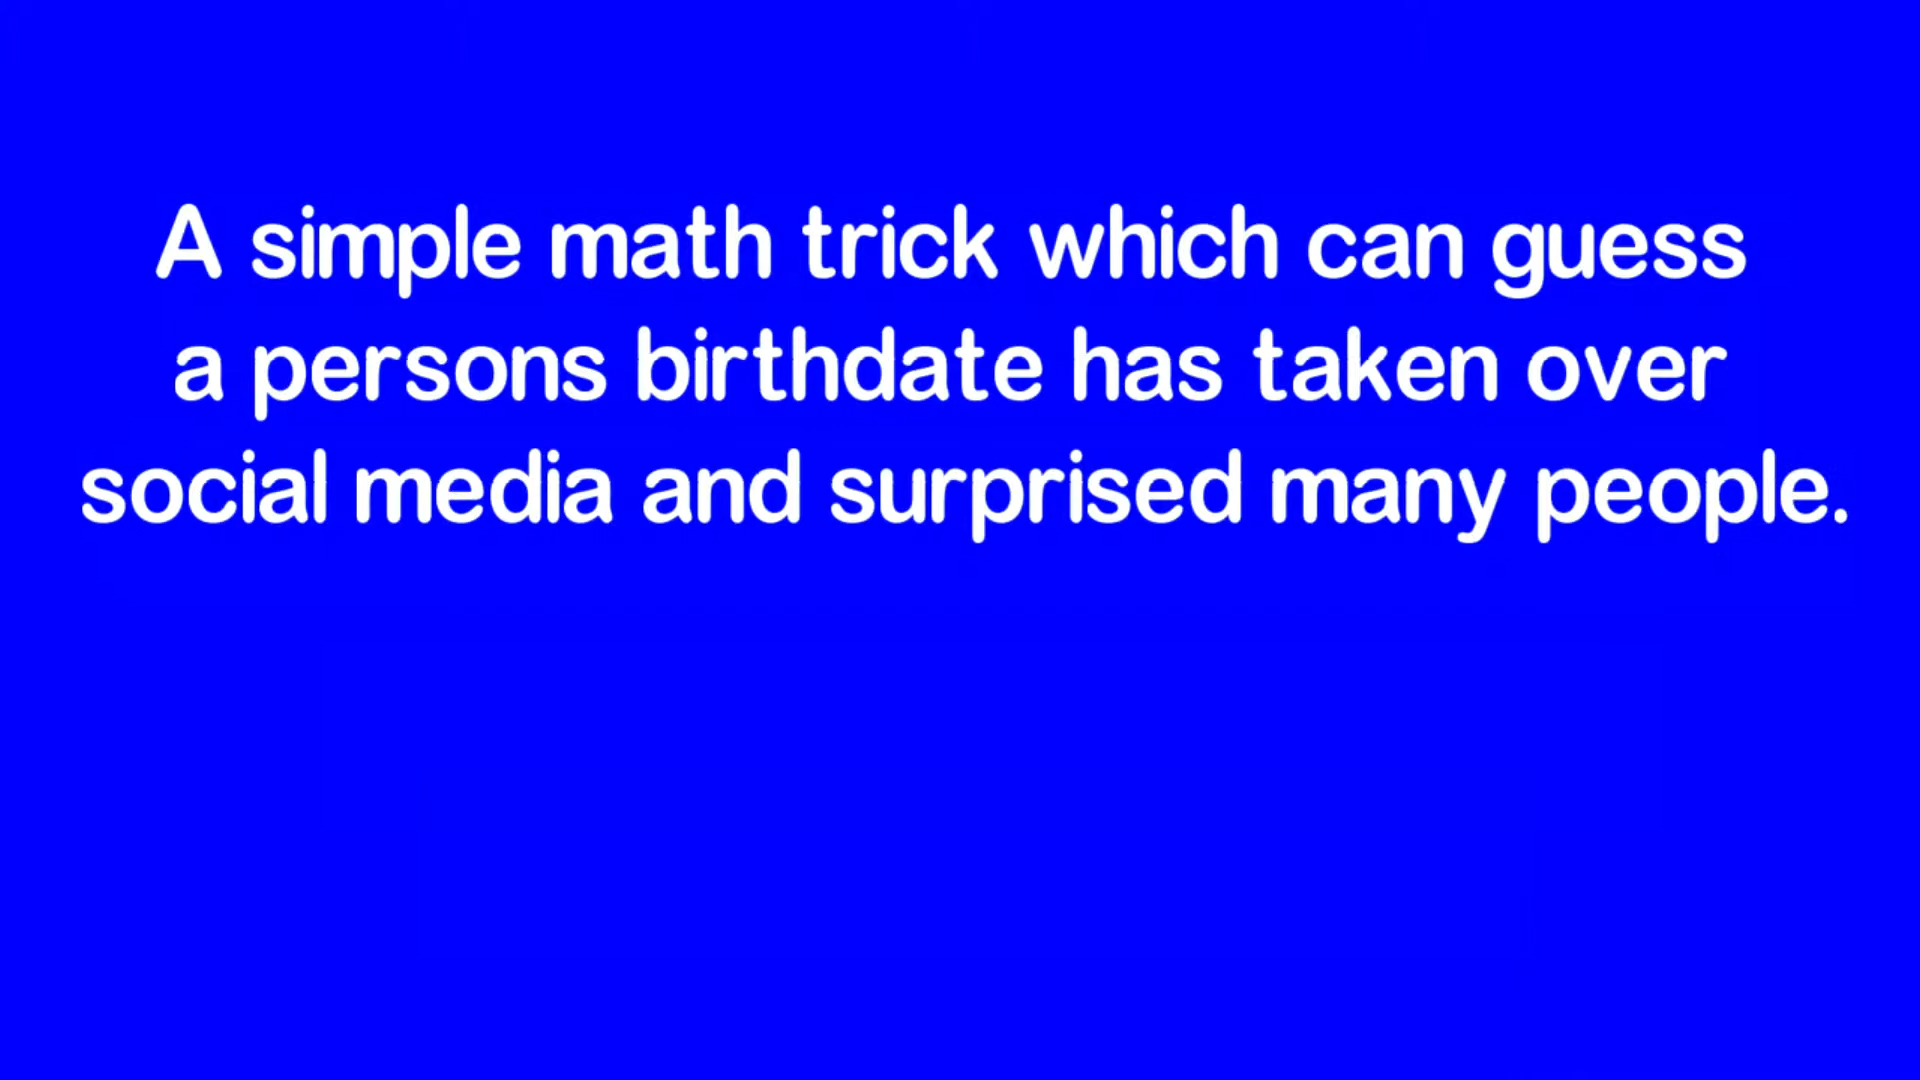 A simple math trick which can guess
a persons birthdate has taken over
social media and surprised many people.